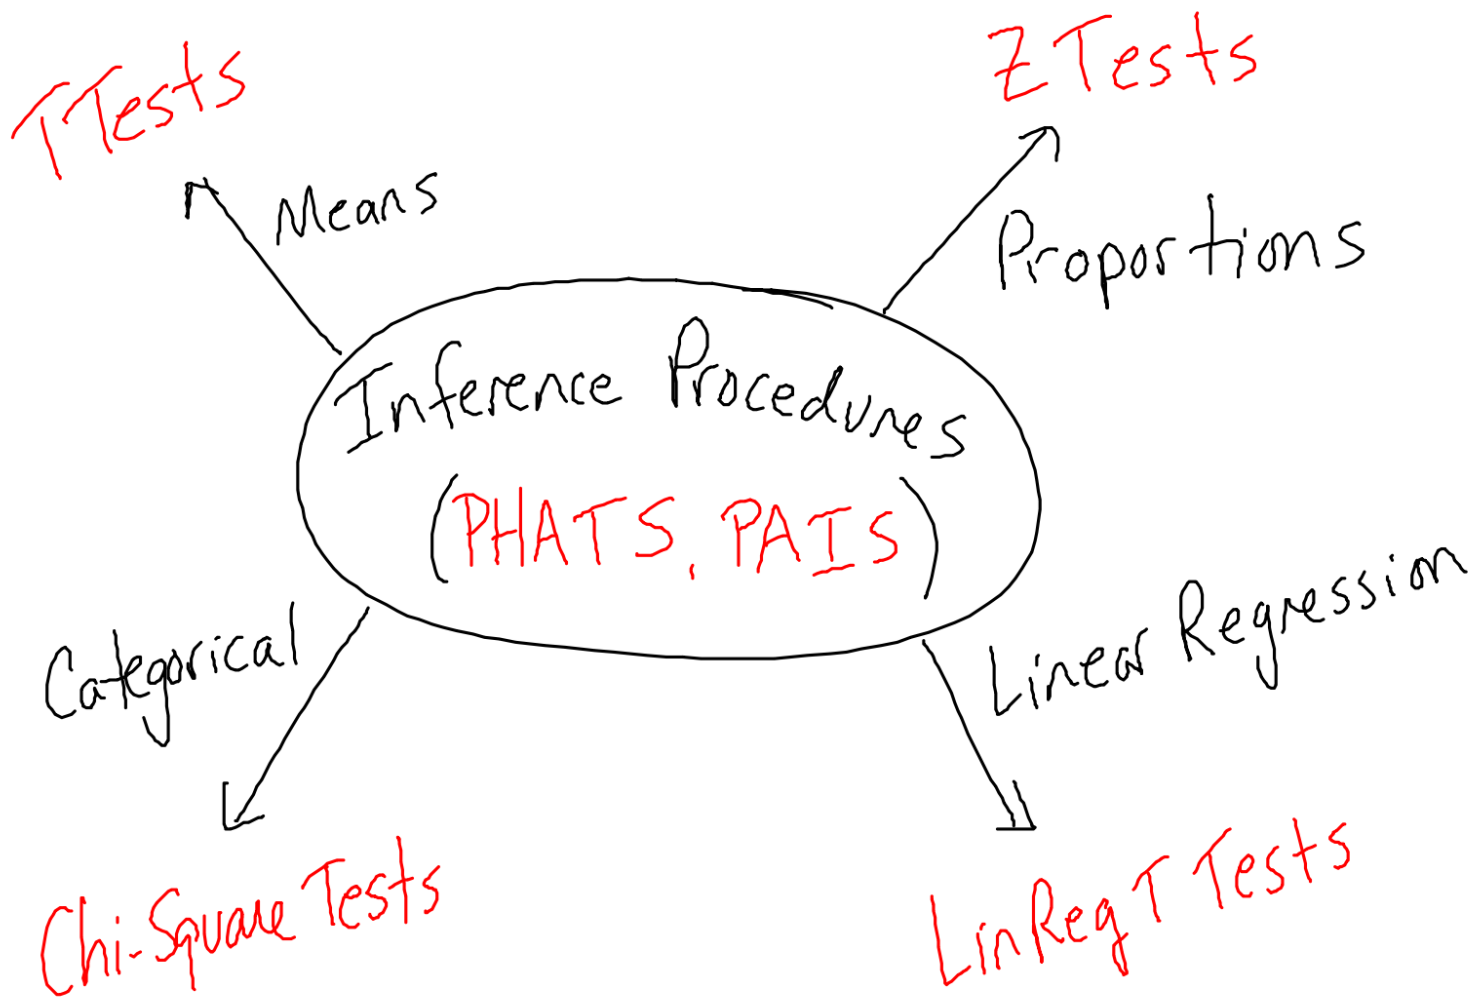 T Tests
Z Tests
Means
Proportions
Inference Procedures
(PHATS, PAIS)
Categorical
Linear Regression
Chi-Square Tests
LinReg T Tests